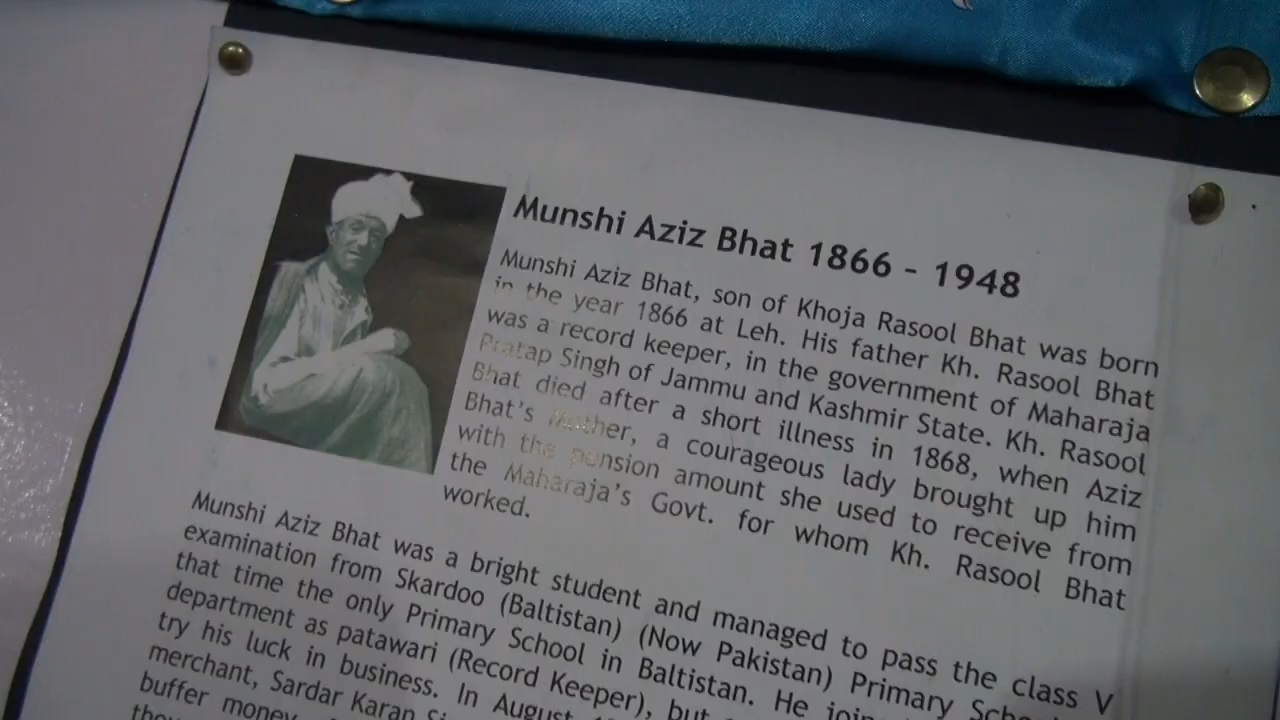 Munshi Aziz Bhat 1866 - 1948
Munshi Aziz Bhat, son of Khoja Rasool Bhat was born
in the year 1866 at Leh. His father Kh. Rasool Bhat
was a record keeper, in the government of Maharaja
Pratap Singh of Jammu and Kashmir State. Kh. Rasool
Bhat died after a short illness in 1868, when Aziz
Bhat's Mother, a courageous lady brought up him
with the pension amount she used to receive from
the Maharaja's Govt. for whom Kh. Rasool Bhat
worked.
Munshi Aziz Bhat was a bright student and managed to pass the class V
examination from Skardoo (Baltistan) (Now Pakistan) Primary
that time the only Primary School in Baltistan. He
department as patawari (Record Keeper), but
try his luck in business. In August
merchant, Sardar Karan
buffer money